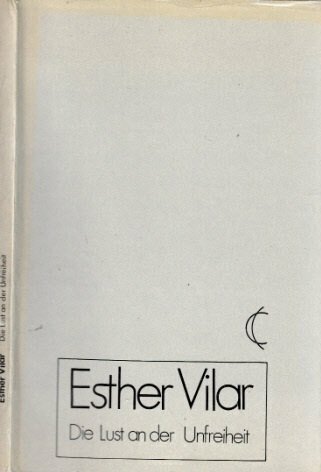 Esther Vilar Die Lust an der Unfreiheit
Esther Vilar
Die Lust an der Unfreiheit